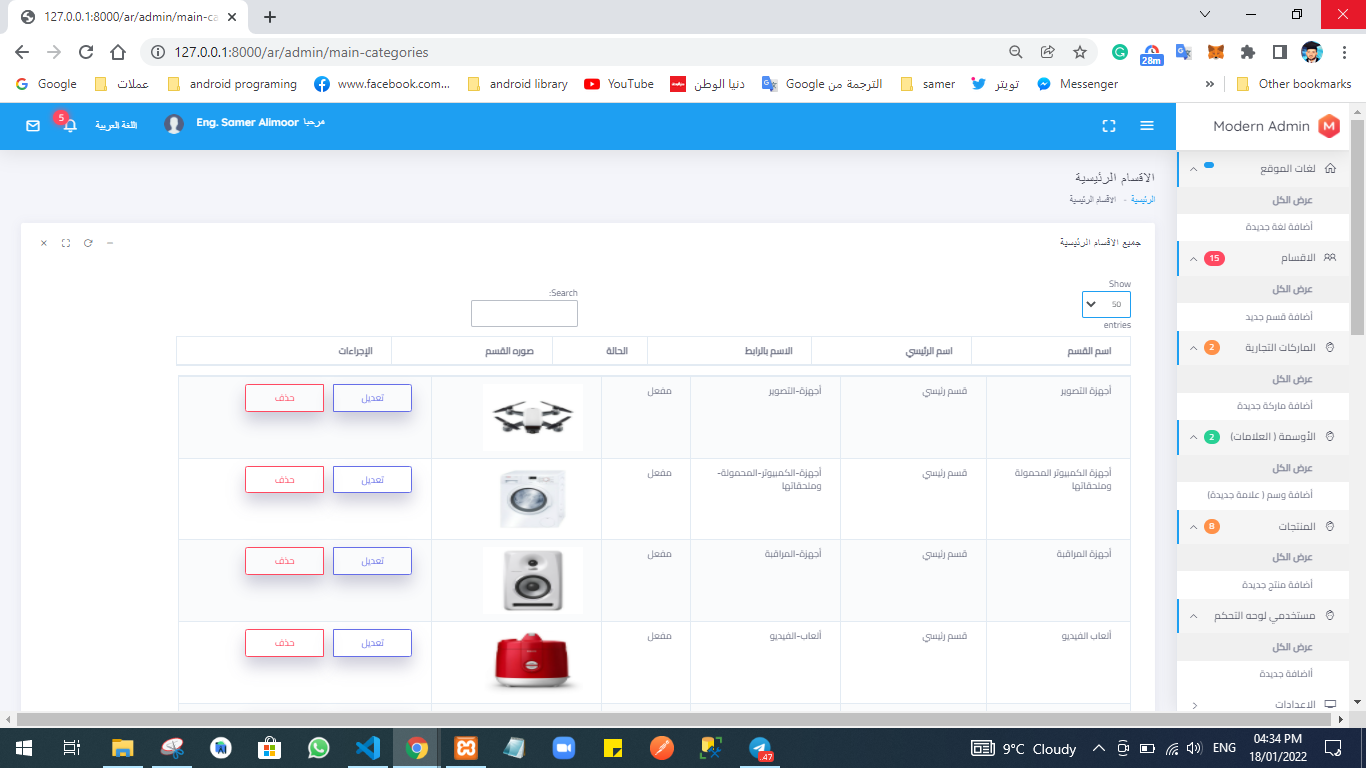 127.0.0.1:8000/ar/admin/main-ca
127.0.0.1:8000/ar/admin/main-categories
28m
Google
عملات
android programing
www.facebook.com...
android library
YouTube
دنيا الوطن
الترجمة من Google
samer
تويتر
Messenger
»
Other bookmarks
Modern Admin
M
مرحبا Eng. Samer Alimoor
اللغة العربية
5
لغات الموقع
عرض الكل
أضافة لغة جديدة
الاقسام 15
عرض الكل
أضافة قسم جديد
الماركات التجارية 2
عرض الكل
أضافة ماركة جديدة
الأوسمة ( العلامات) 2
عرض الكل
أضافة وسم ( علامة جديدة)
المنتجات 8
عرض الكل
أضافة منتج جديدة
مستخدمي لوحه التحكم
عرض الكل
أاضافة جديدة
الاعدادات
الاقسام الرئيسية
الرئيسية - الاقسام الرئيسية
جميع الاقسام الرئيسية
Show
50
entries
Search:
اسم القسم اسم الرئيسي الاسم بالرابط الحالة صوره القسم الإجراءات
أجهزة التصوير قسم رئيسي أجهزة-التصوير مفعل تعديل حذف
أجهزة الكمبيوتر المحمولة قسم رئيسي أجهزة-الكمبيوتر-المحمولة- مفعل تعديل حذف
وملحقاتها وملحقاتها
أجهزة المراقبة قسم رئيسي أجهزة-المراقبة مفعل تعديل حذف
ألعاب الفيديو قسم رئيسي ألعاب-الفيديو مفعل تعديل حذف
.47
9°C Cloudy
ENG
04:34 PM
18/01/2022